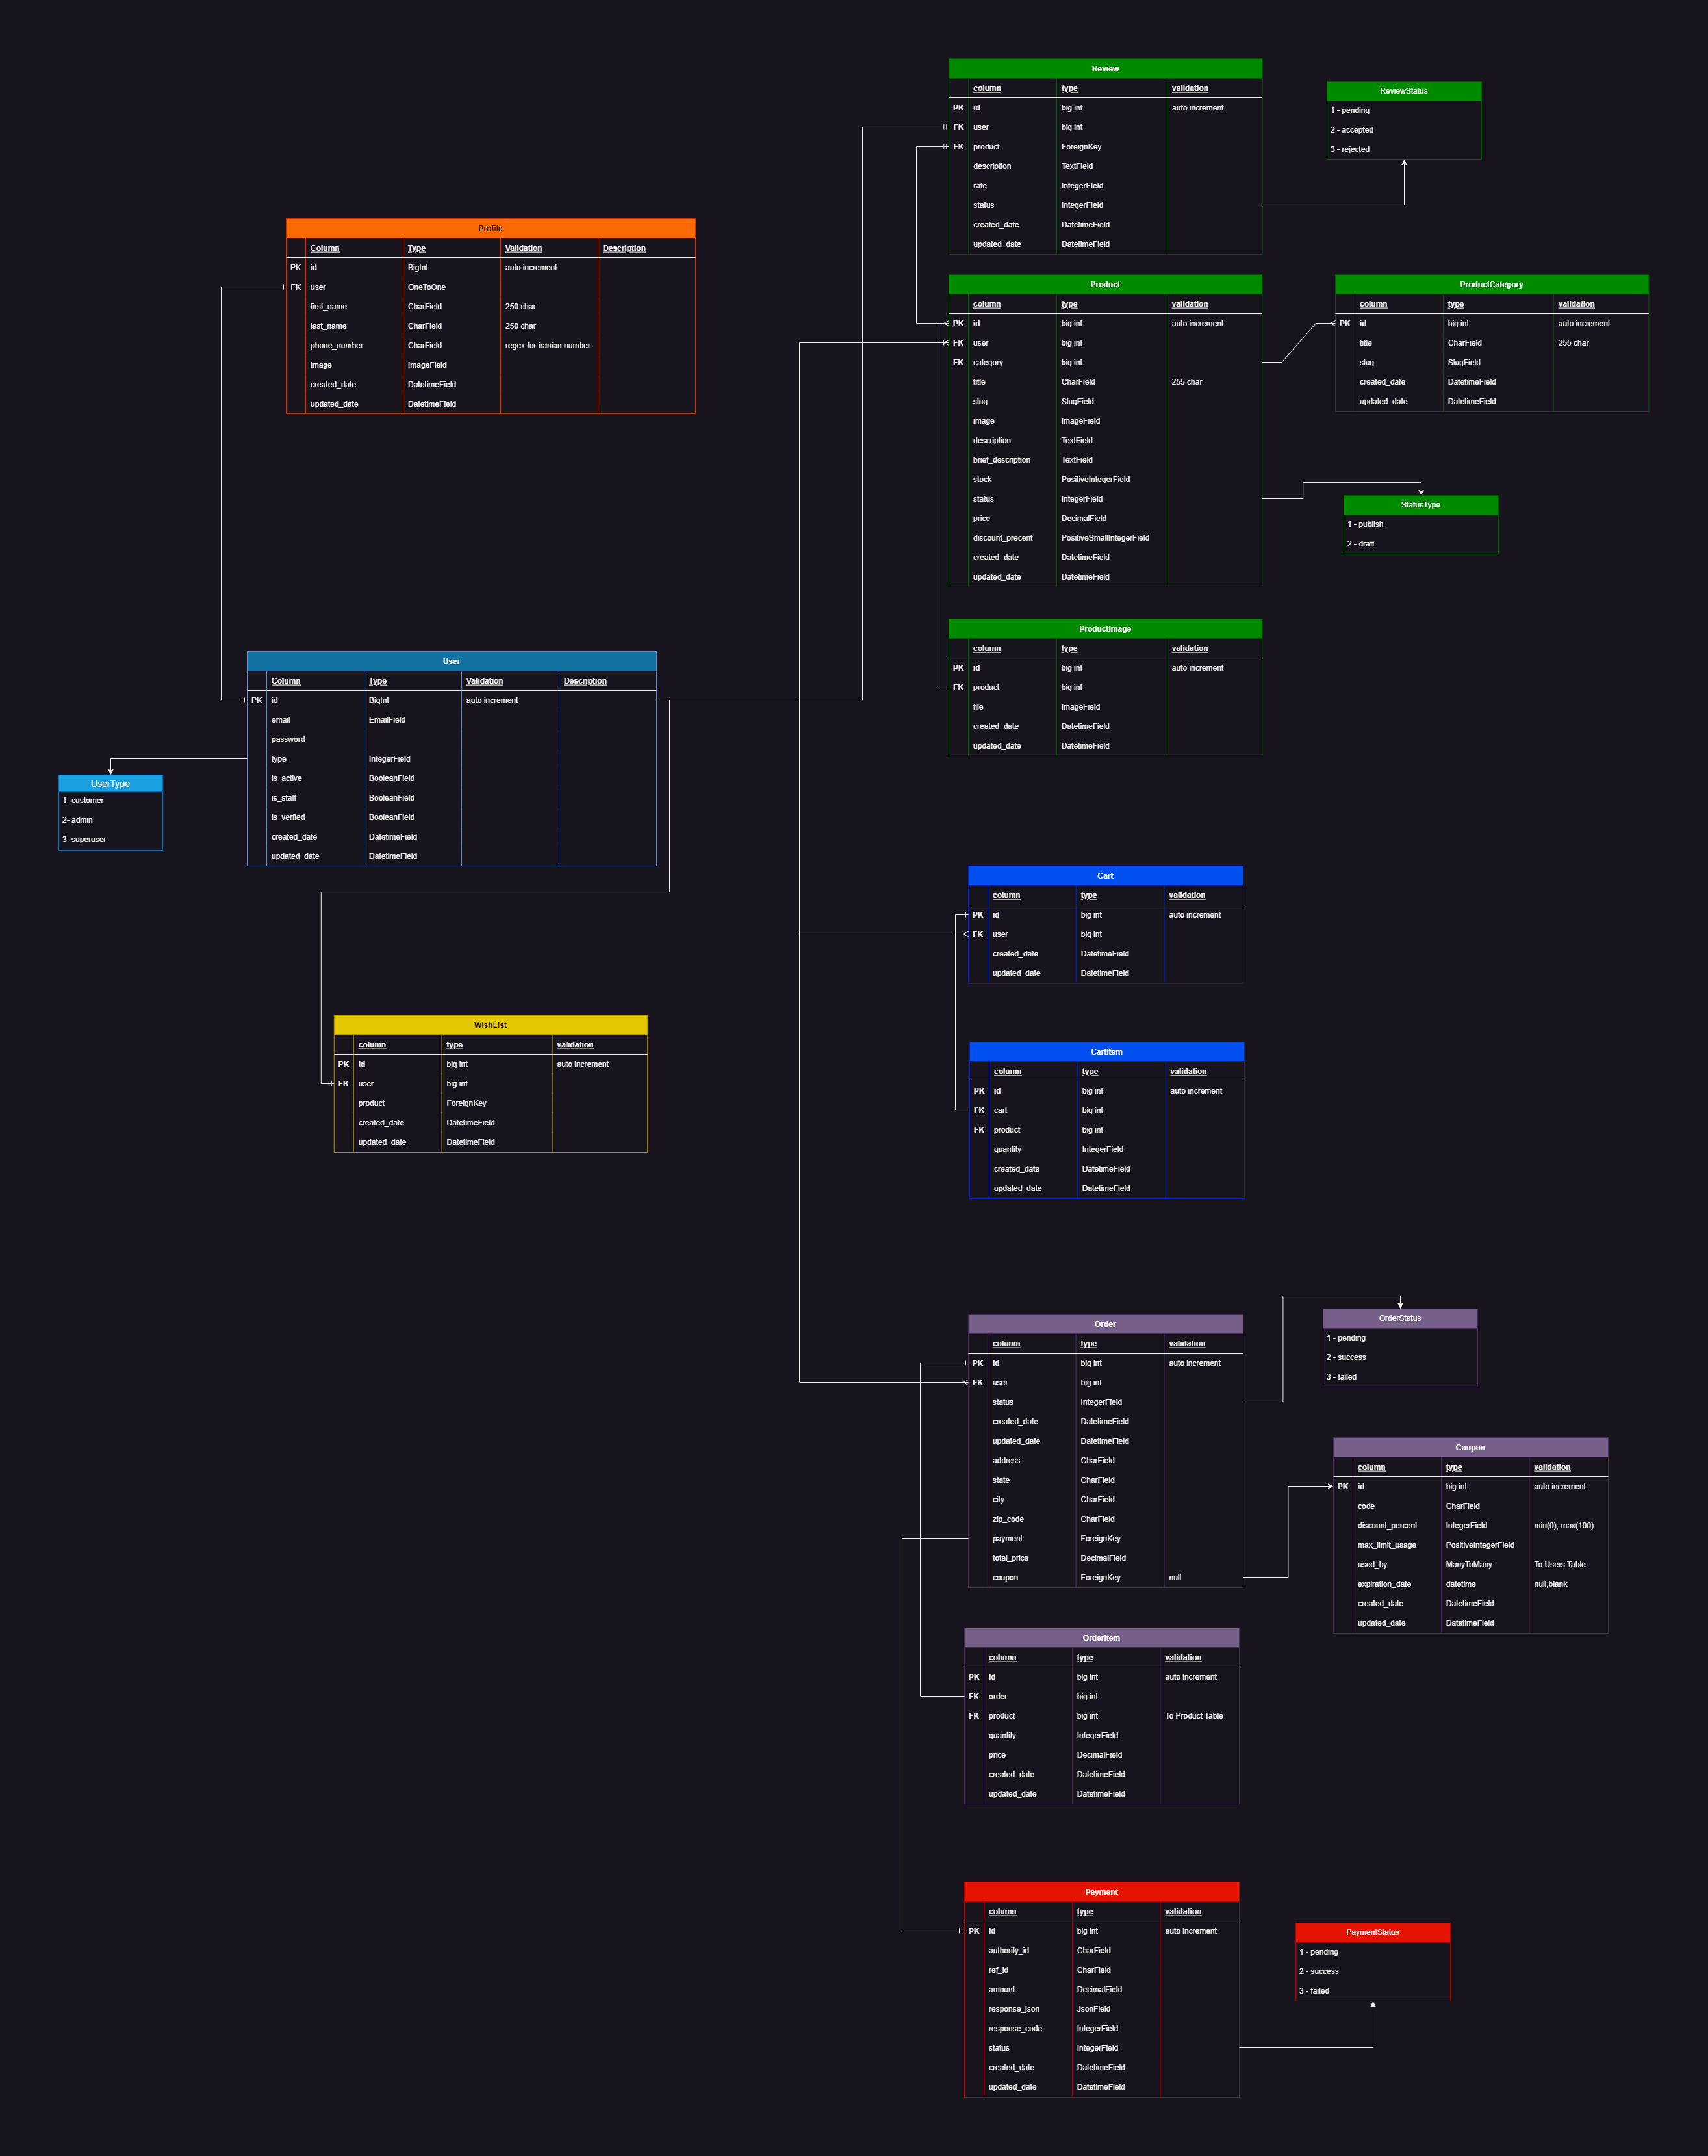 Review
column type validation
PK id big int auto increment
FK user big int
FK product ForeignKey
description TextField
rate IntegerFIeld
status IntegerFIeld
created_date DatetimeField
updated_date DatetimeField
ReviewStatus
1 - pending
2 - accepted
3 - rejected
Profile
Column Type Validation Description
PK id BigInt auto increment
FK user OneToOne
first_name CharField 250 char
last_name CharField 250 char
phone_number CharField regex for iranian number
image ImageField
created_date DatetimeField
updated_date DatetimeField
Product
column type validation
PK id big int auto increment
FK user big int
FK category big int
title CharField 255 char
slug SlugField
image ImageField
description TextField
brief_description TextField
stock PositiveIntegerField
status IntegerField
price DecimalField
discount_precent PositiveSmallIntegerField
created_date DatetimeField
updated_date DatetimeField
ProductCategory
column type validation
PK id big int auto increment
title CharField 255 char
slug SlugField
created_date DatetimeField
updated_date DatetimeField
StatusType
1 - publish
2 - draft
ProductImage
column type validation
PK id big int auto increment
FK product big int
file ImageField
created_date DatetimeField
updated_date DatetimeField
User
Column Type Validation Description
PK id BigInt auto increment
email EmailField
password
type IntegerField
is_active BooleanField
is_staff BooleanField
is_verfied BooleanField
created_date DatetimeField
updated_date DatetimeField
UserType
1- customer
2- admin
3- superuser
Cart
column type validation
PK id big int auto increment
FK user big int
created_date DatetimeField
updated_date DatetimeField
WishList
column type validation
PK id big int auto increment
FK user big int
product ForeignKey
created_date DatetimeField
updated_date DatetimeField
CartItem
column type validation
PK id big int auto increment
FK cart big int
FK product big int
quantity IntegerField
created_date DatetimeField
updated_date DatetimeField
Order
column type validation
PK id big int auto increment
FK user big int
status IntegerField
created_date DatetimeField
updated_date DatetimeField
address CharField
state CharField
city CharField
zip_code CharField
payment ForeignKey
total_price DecimalField
coupon ForeignKey null
OrderStatus
1 - pending
2 - success
3 - failed
Coupon
column type validation
PK id big int auto increment
code CharField
discount_percent IntegerField min(0), max(100)
max_limit_usage PositiveIntegerField
used_by ManyToMany To Users Table
expiration_date datetime null,blank
created_date DatetimeField
updated_date DatetimeField
OrderItem
column type validation
PK id big int auto increment
FK order big int
FK product big int To Product Table
quantity IntegerField
price DecimalField
created_date DatetimeField
updated_date DatetimeField
Payment
column type validation
PK id big int auto increment
authority_id CharField
ref_id CharField
amount DecimalField
response_json JsonField
response_code IntegerField
status IntegerField
created_date DatetimeField
updated_date DatetimeField
PaymentStatus
1 - pending
2 - success
3 - failed